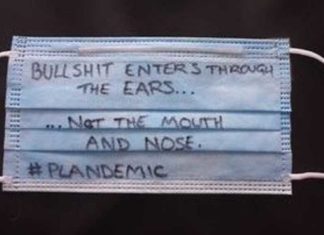 BULLSHIT ENTERS THROUGH
THE EARS...
...NOT THE MOUTH
AND NOSE.
#PLANDEMIC